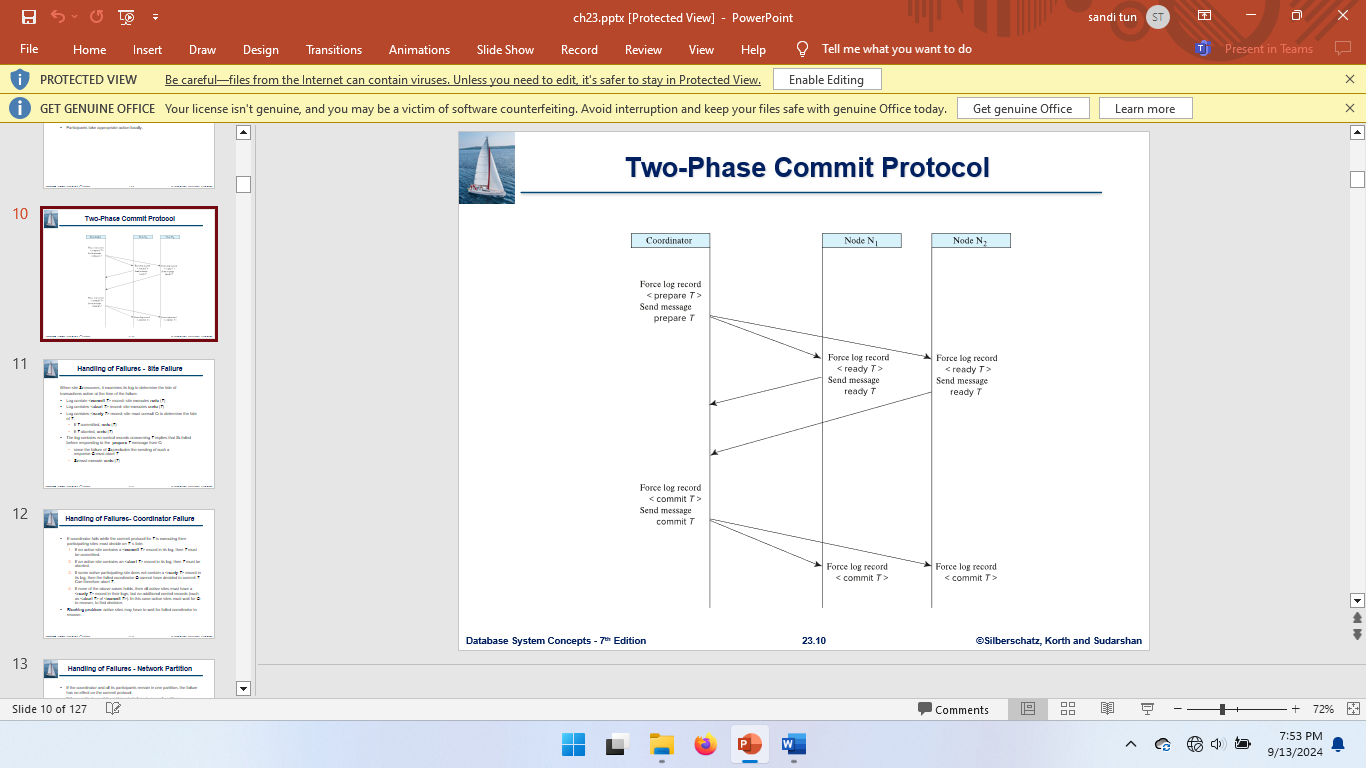 ch23.pptx [Protected View] - PowerPoint
sandi tun
ST
File Home Insert Draw Design Transitions Animations Slide Show Record Review View Help Tell me what you want to do
Present in Teams
PROTECTED VIEW Be careful—files from the Internet can contain viruses. Unless you need to edit, it's safer to stay in Protected View. Enable Editing
GET GENUINE OFFICE Your license isn't genuine, and you may be a victim of software counterfeiting. Avoid interruption and keep your files safe with genuine Office today. Get genuine Office Learn more
Participants take appropriate action locally.
10
Two-Phase Commit Protocol
11
Handling of Failures - Site Failure
12
Handling of Failures- Coordinator Failure
13
Handling of Failures - Network Partition
Two-Phase Commit Protocol
Coordinator
Node N1
Node N2
Force log record
< prepare T >
Send message
prepare T
Force log record
< ready T >
Send message
ready T
Force log record
< ready T >
Send message
ready T
Force log record
< commit T >
Send message
commit T
Force log record
< commit T >
Force log record
< commit T >
Database System Concepts - 7th Edition
23.10
©Silberschatz, Korth and Sudarshan
Slide 10 of 127
Comments
72%
7:53 PM
9/13/2024